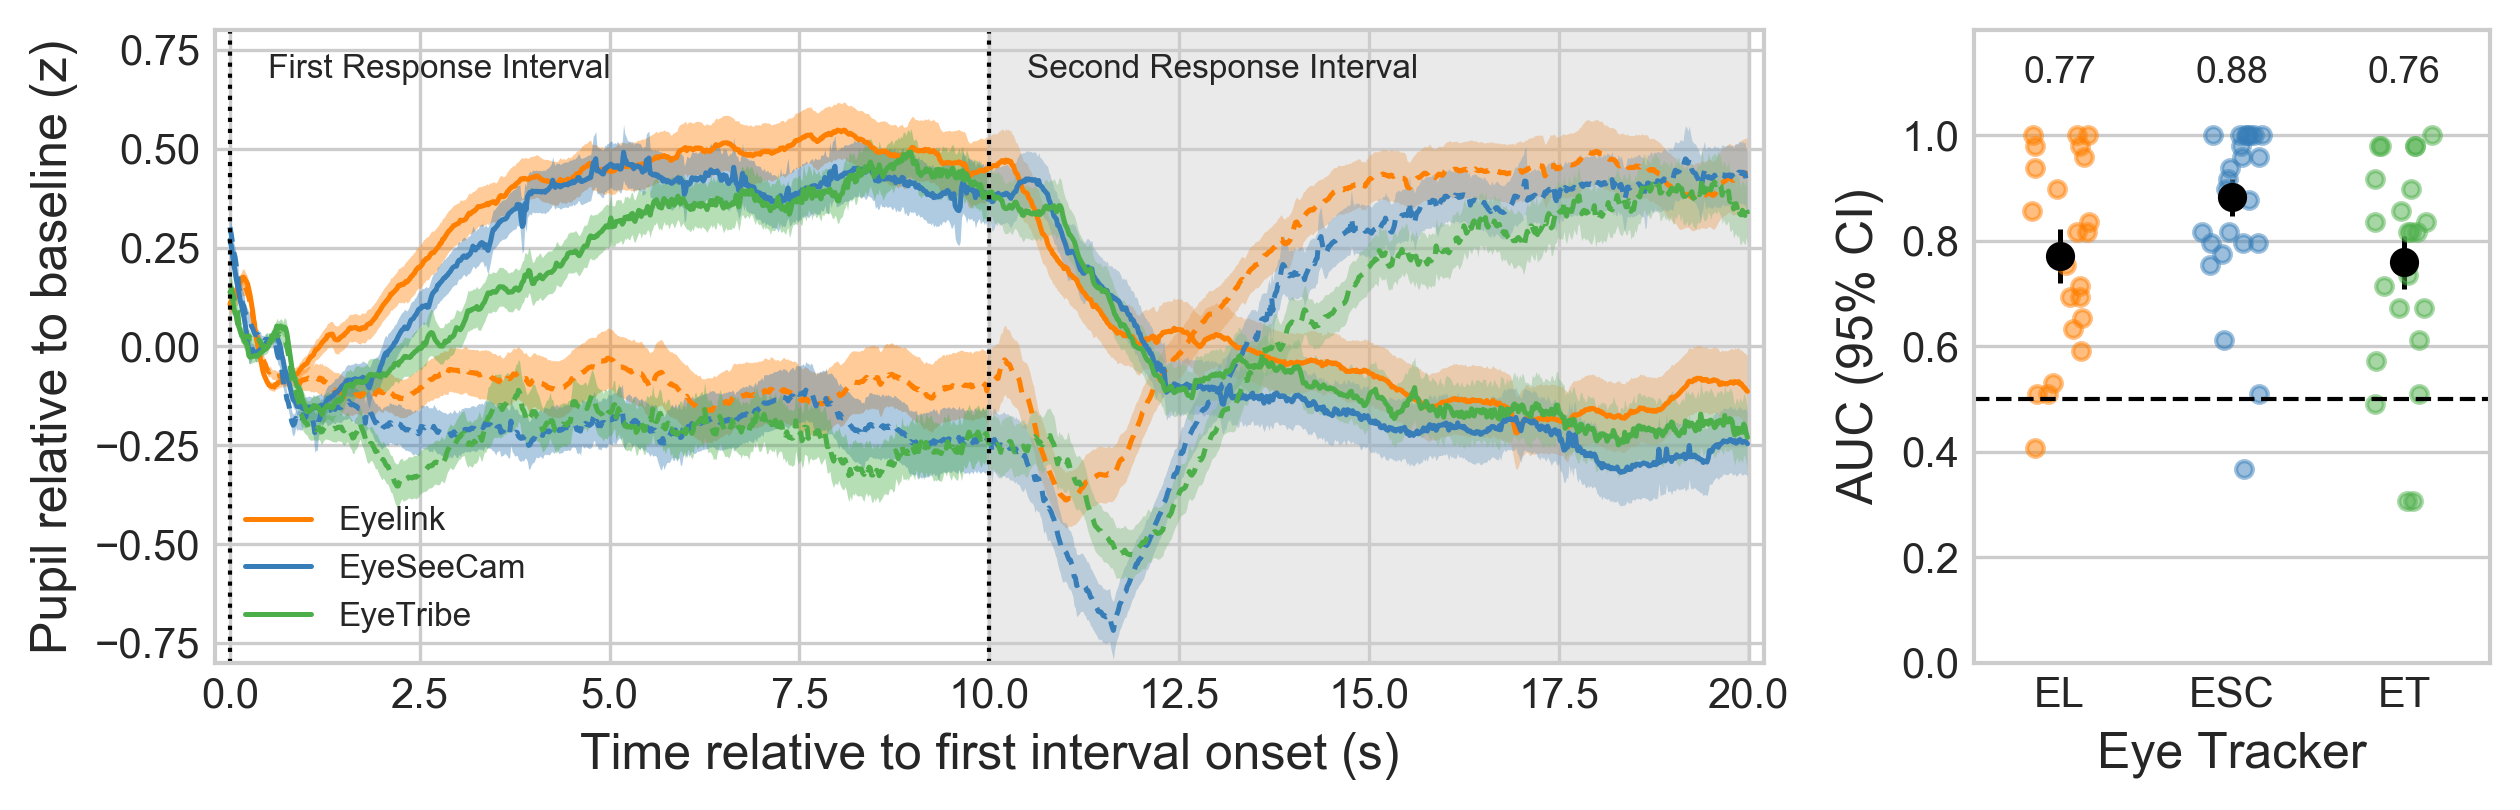 Pupil relative to baseline (z)
0.75
0.50
0.25
0.00
−0.25
−0.50
−0.75
First Response Interval
Second Response Interval
Eyelink
EyeSeeCam
EyeTribe
0.0 2.5 5.0 7.5 10.0 12.5 15.0 17.5 20.0
Time relative to first interval onset (s)
AUC (95% CI)
1.0
0.8
0.6
0.4
0.2
0.0
0.77 0.88 0.76
EL ESC ET
Eye Tracker